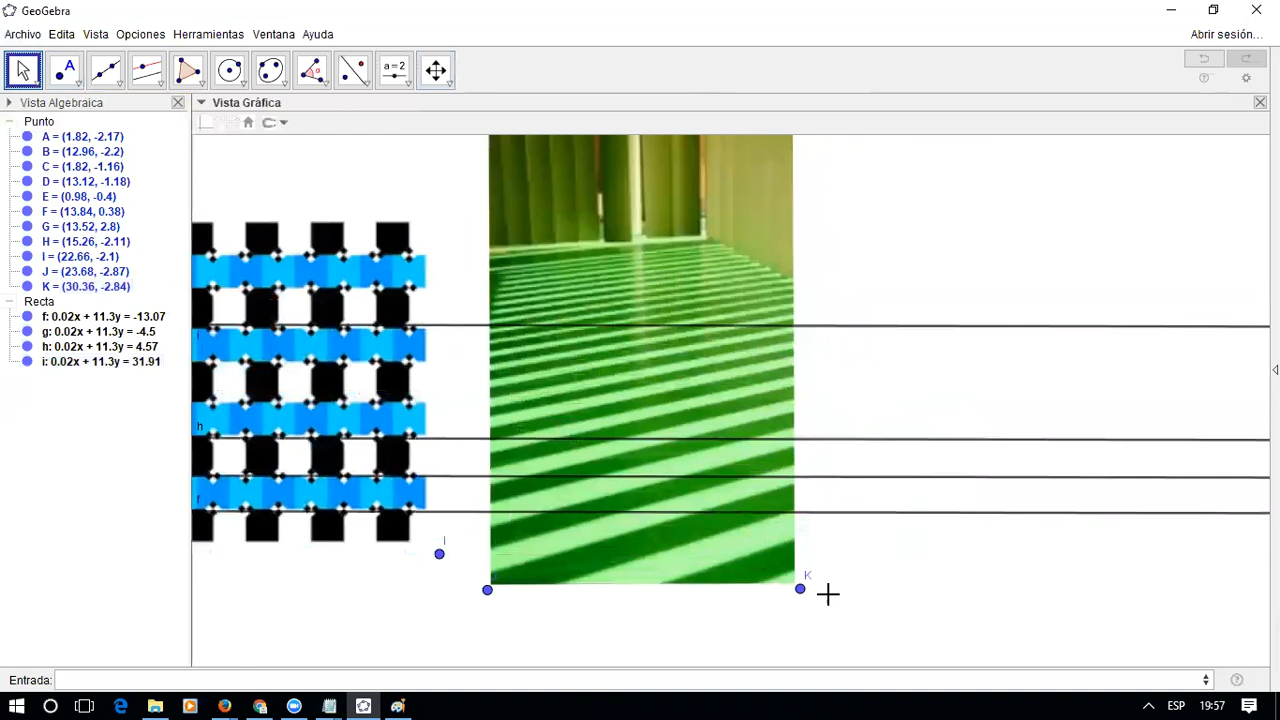 GeoGebra
Archivo Edita Vista Opciones Herramientas Ventana Ayuda
Abrir sesión...
A
a=2
Vista Algebraica
Vista Gráfica
Punto
A = (1.82, -2.17)
B = (12.96, -2.2)
C = (1.82, -1.16)
D = (13.12, -1.18)
E = (0.98, -0.4)
F = (13.84, 0.38)
G = (13.52, 2.8)
H = (15.26, -2.11)
I = (22.66, -2.1)
J = (23.68, -2.87)
K = (30.36, -2.84)
Recta
f: 0.02x + 11.3y = -13.07
g: 0.02x + 11.3y = -4.5
h: 0.02x + 11.3y = 4.57
i: 0.02x + 11.3y = 31.91
i
h
f
I
K
Entrada:
ESP 19:57